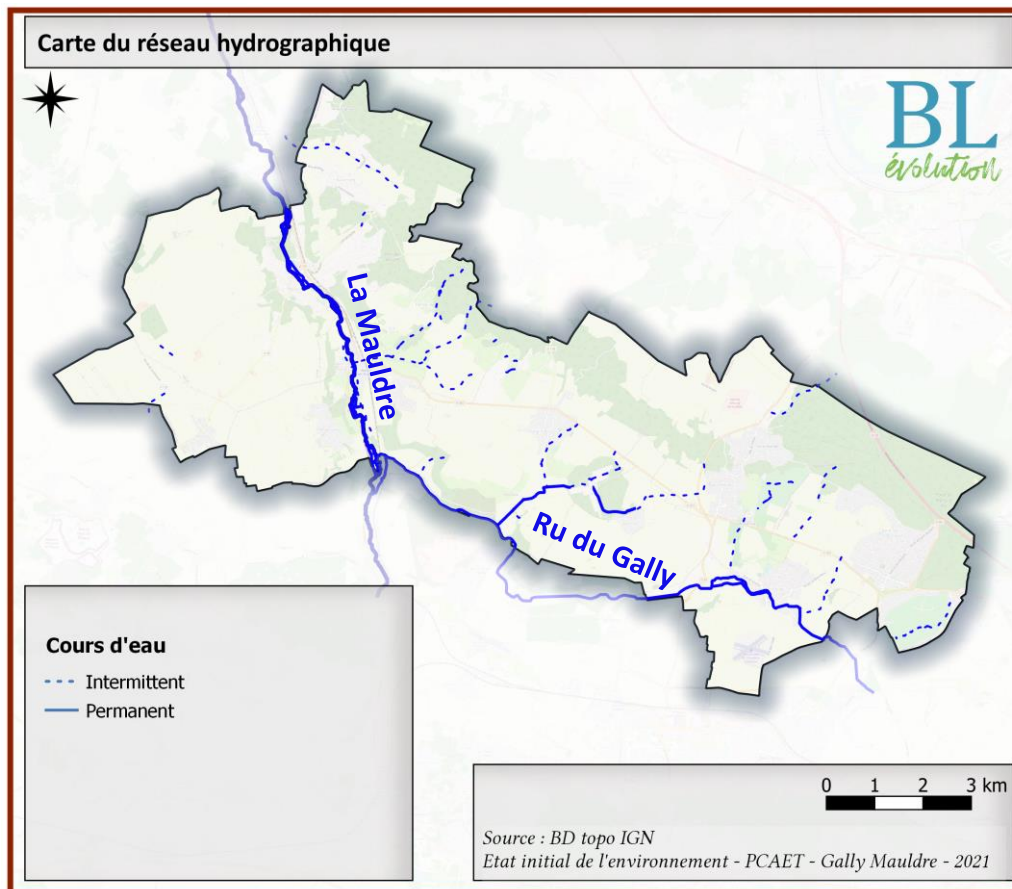 Carte du réseau hydrographique
BL
évolution
La Mauldre
Ru du Gally
Cours d'eau
Intermittent
Permanent
0 1 2 3 km
Source : BD topo IGN
Etat initial de l'environnement - PCAET - Gally Mauldre - 2021